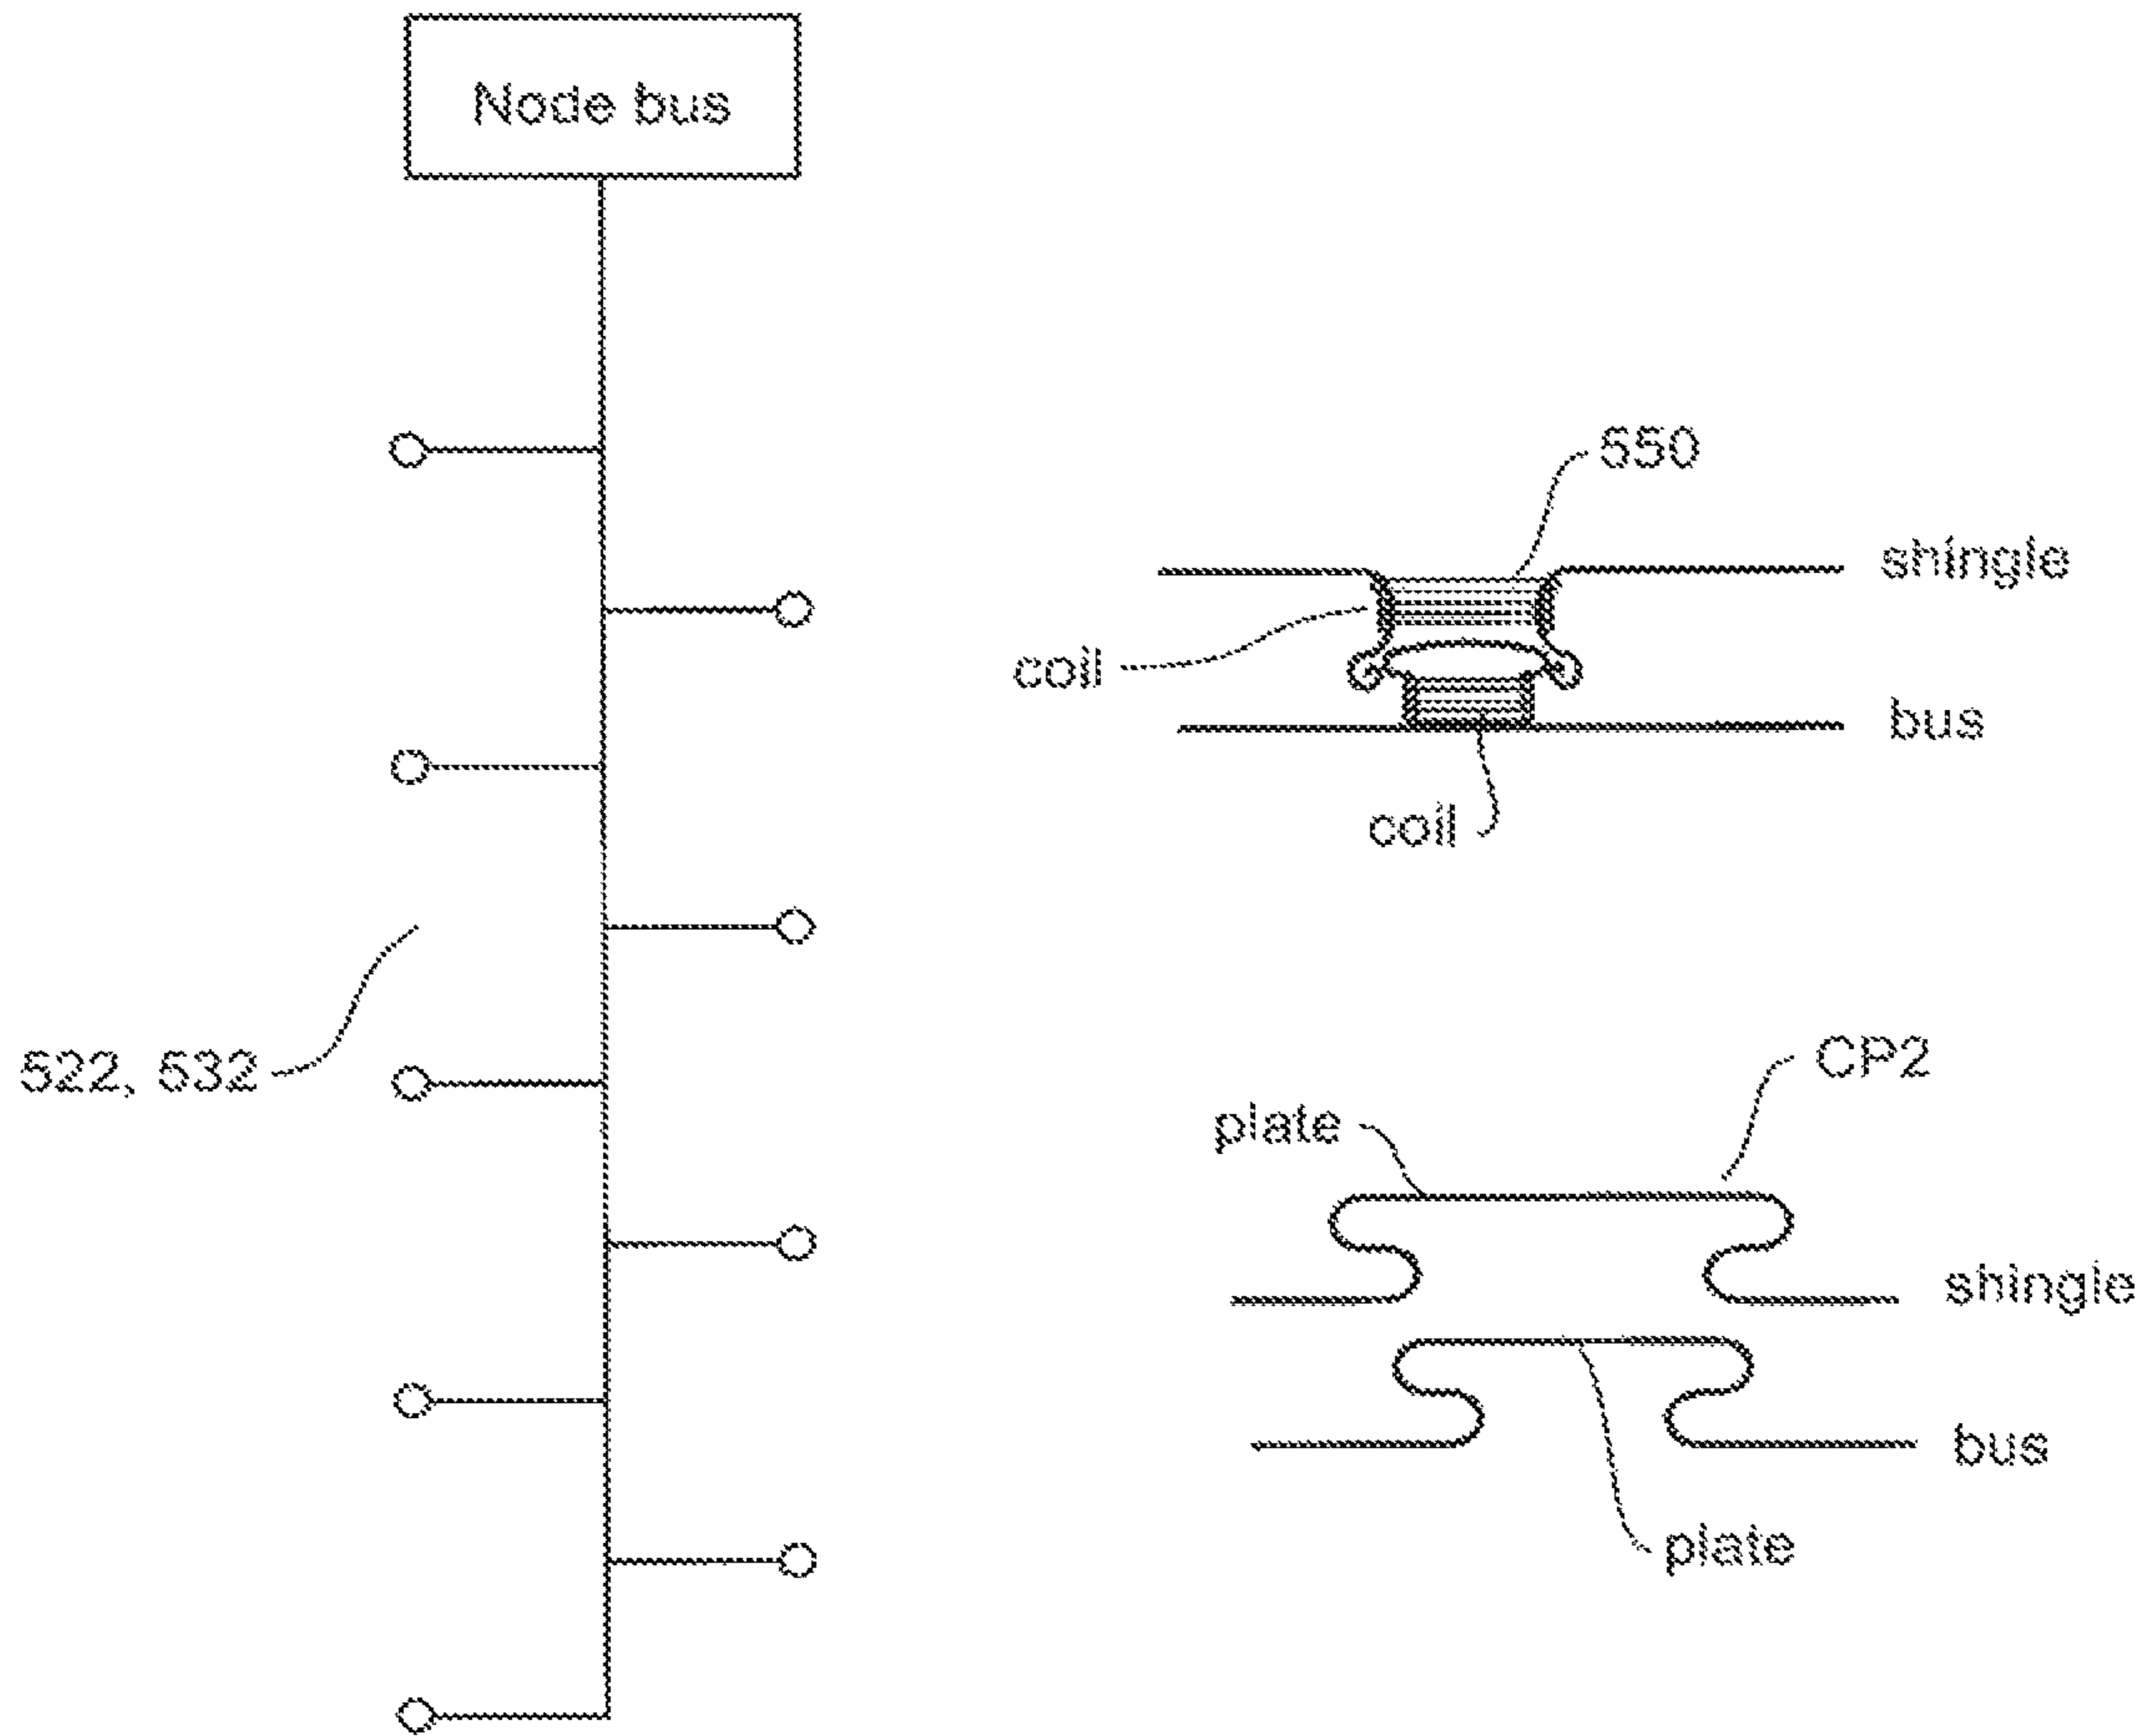 Node bus
550
shingle
coil
bus
coil
522, 532
CP2
plate
shingle
bus
plate